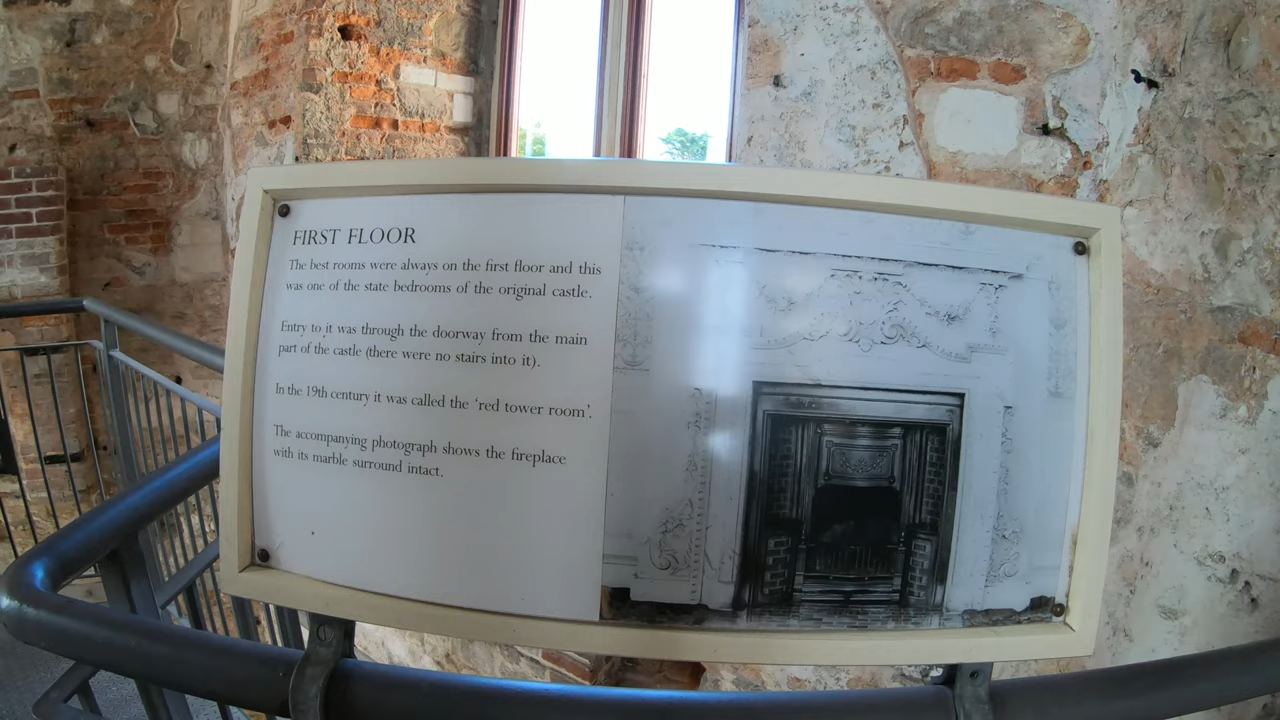 FIRST FLOOR
The best rooms were always on the first floor and this
was one of the state bedrooms of the original castle.
Entry to it was through the doorway from the main
part of the castle (there were no stairs into it).
In the 19th century it was called the ‘red tower room’.
The accompanying photograph shows the fireplace
with its marble surround intact.